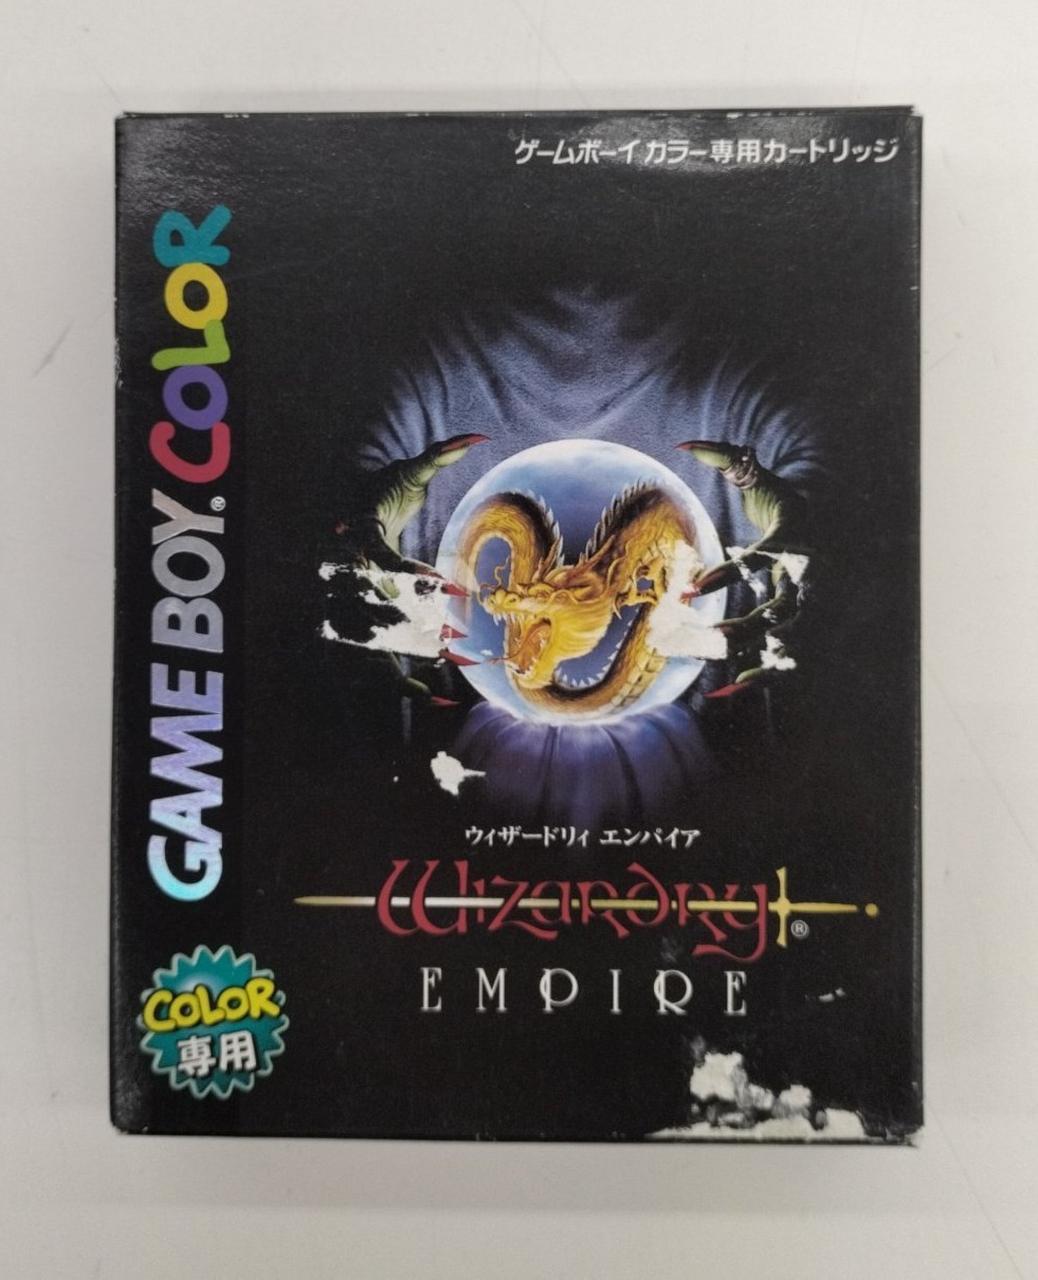 ゲームボーイ カラー専用カートリッジ
GAME BOY® COLOR
ウィザードリィ エンパイア
Wizardry®
EMPIRE
COLOR
専用